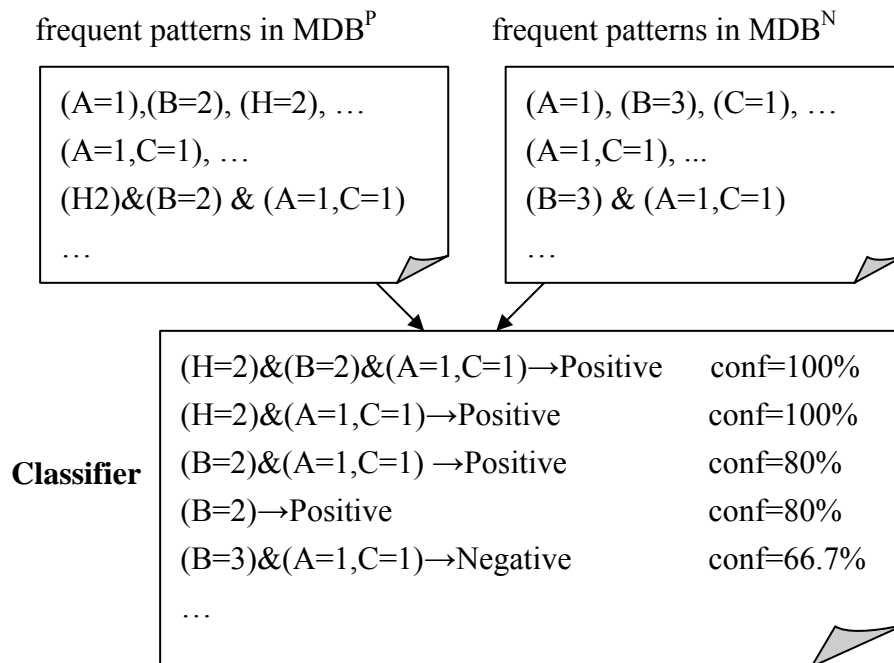 frequent patterns in MDB^P
frequent patterns in MDB^N
(A=1),(B=2), (H=2), …
(A=1,C=1), …
(H2)&(B=2) & (A=1,C=1)
…
(A=1), (B=3), (C=1), …
(A=1,C=1), ...
(B=3) & (A=1,C=1)
…
Classifier
(H=2)&(B=2)&(A=1,C=1)→Positive conf=100%
(H=2)&(A=1,C=1)→Positive conf=100%
(B=2)&(A=1,C=1) →Positive conf=80%
(B=2)→Positive conf=80%
(B=3)&(A=1,C=1)→Negative conf=66.7%
…